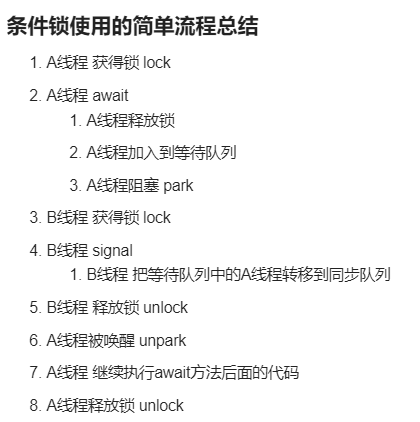 条件锁使用的简单流程总结
1. A线程 获得锁 lock
2. A线程 await
1. A线程释放锁
2. A线程加入到等待队列
3. A线程阻塞 park
3. B线程 获得锁 lock
4. B线程 signal
1. B线程 把等待队列中的A线程转移到同步队列
5. B线程 释放锁 unlock
6. A线程被唤醒 unpark
7. A线程 继续执行await方法后面的代码
8. A线程释放锁 unlock